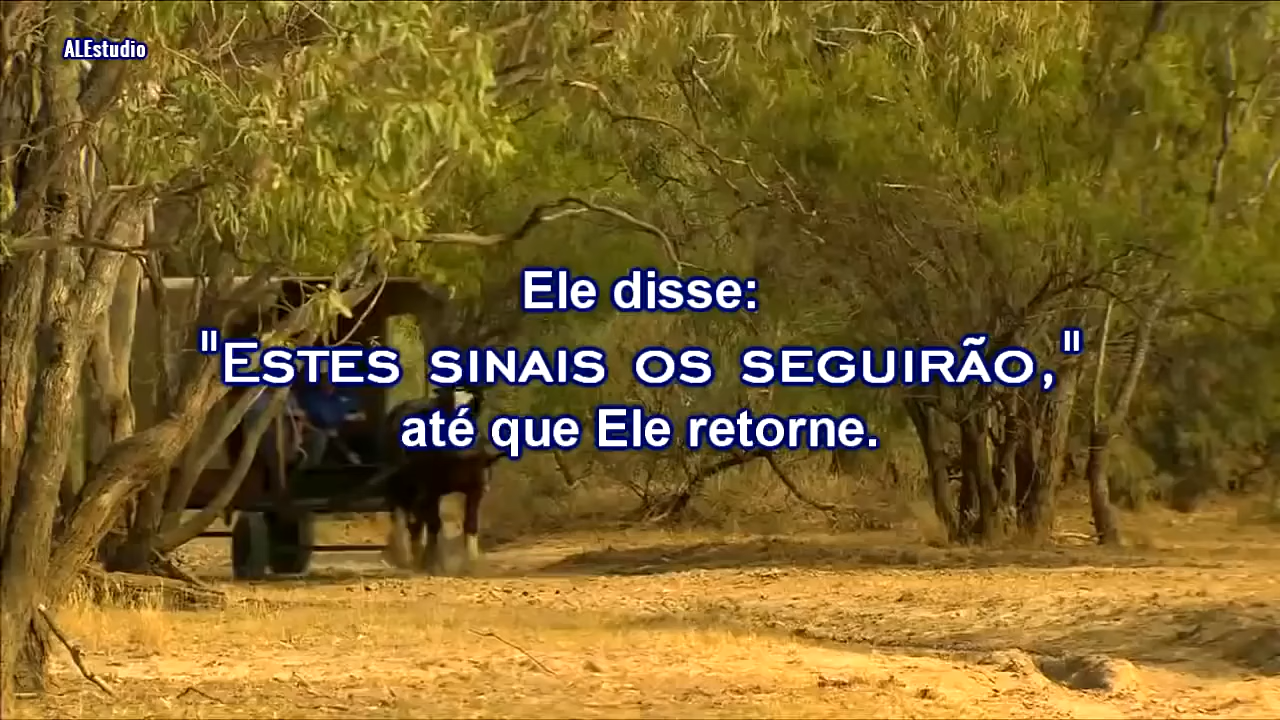 ALEstudio
Ele disse:
"ESTES SINAIS OS SEGUIRÃO,"
até que Ele retorne.